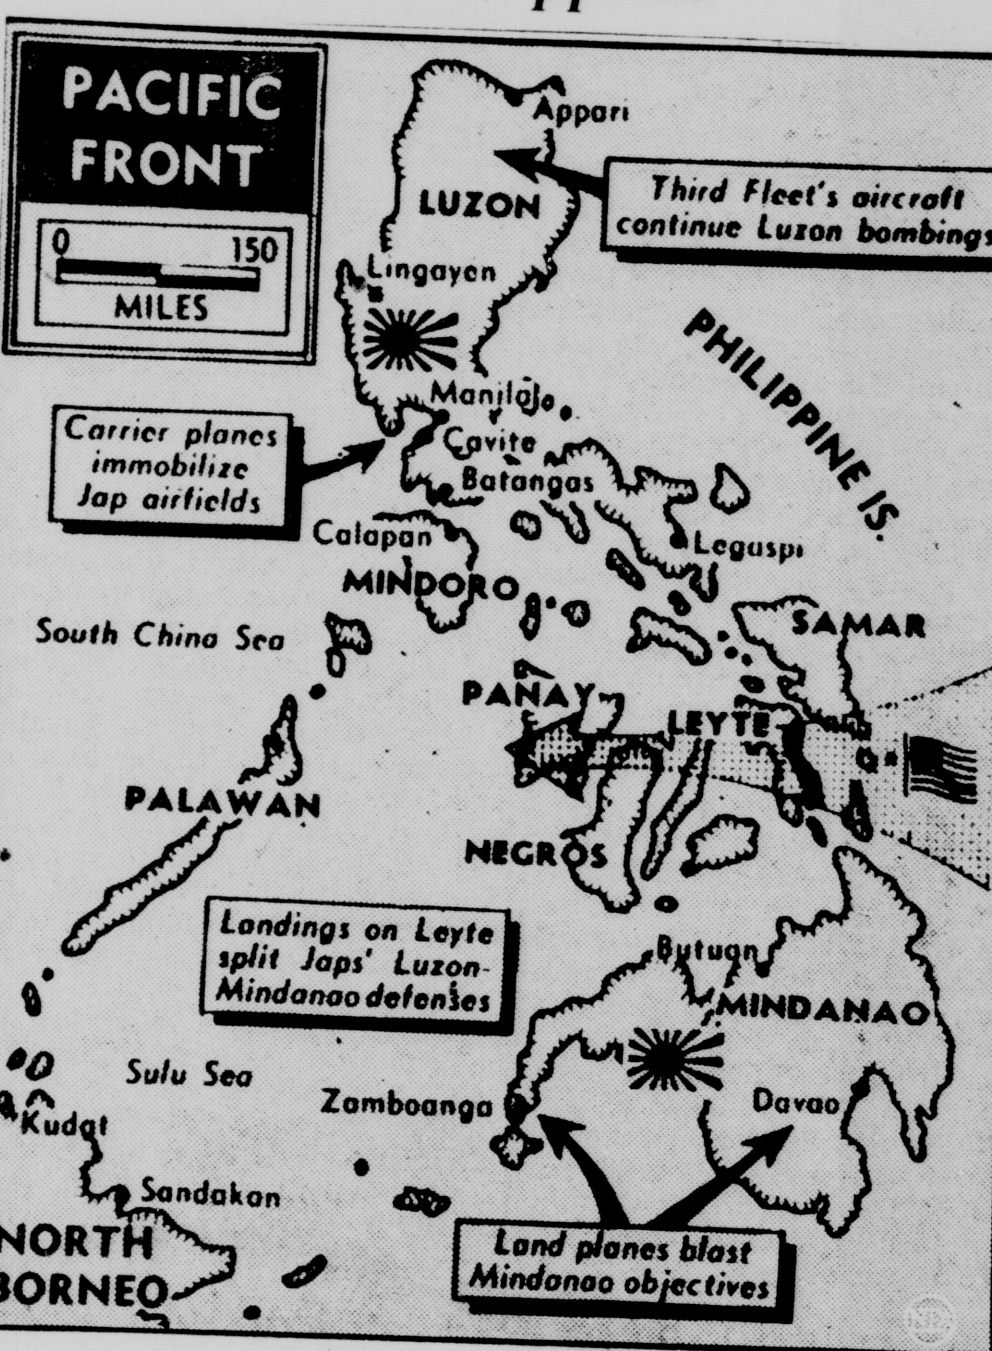 PACIFIC
FRONT
0 150
MILES
Appari
LUZON
Third Fleet's aircraft
continue Luzon bombings
Lingayen
PHILIPPINE IS.
Manila
Carrier planes
immobilize
Jap airfields
Cavite
Batangas
Calapan
Legaspi
MINDORO
South China Sea
SAMAR
PANAY
LEYTE
PALAWAN
NEGROS
Landings on Leyte
split Japs' Luzon-
Mindanao defenses
Butuan
MINDANAO
Sulu Sea
Zamboanga
Davao
Kudat
Sandakan
NORTH
BORNEO
Land planes blast
Mindanao objectives